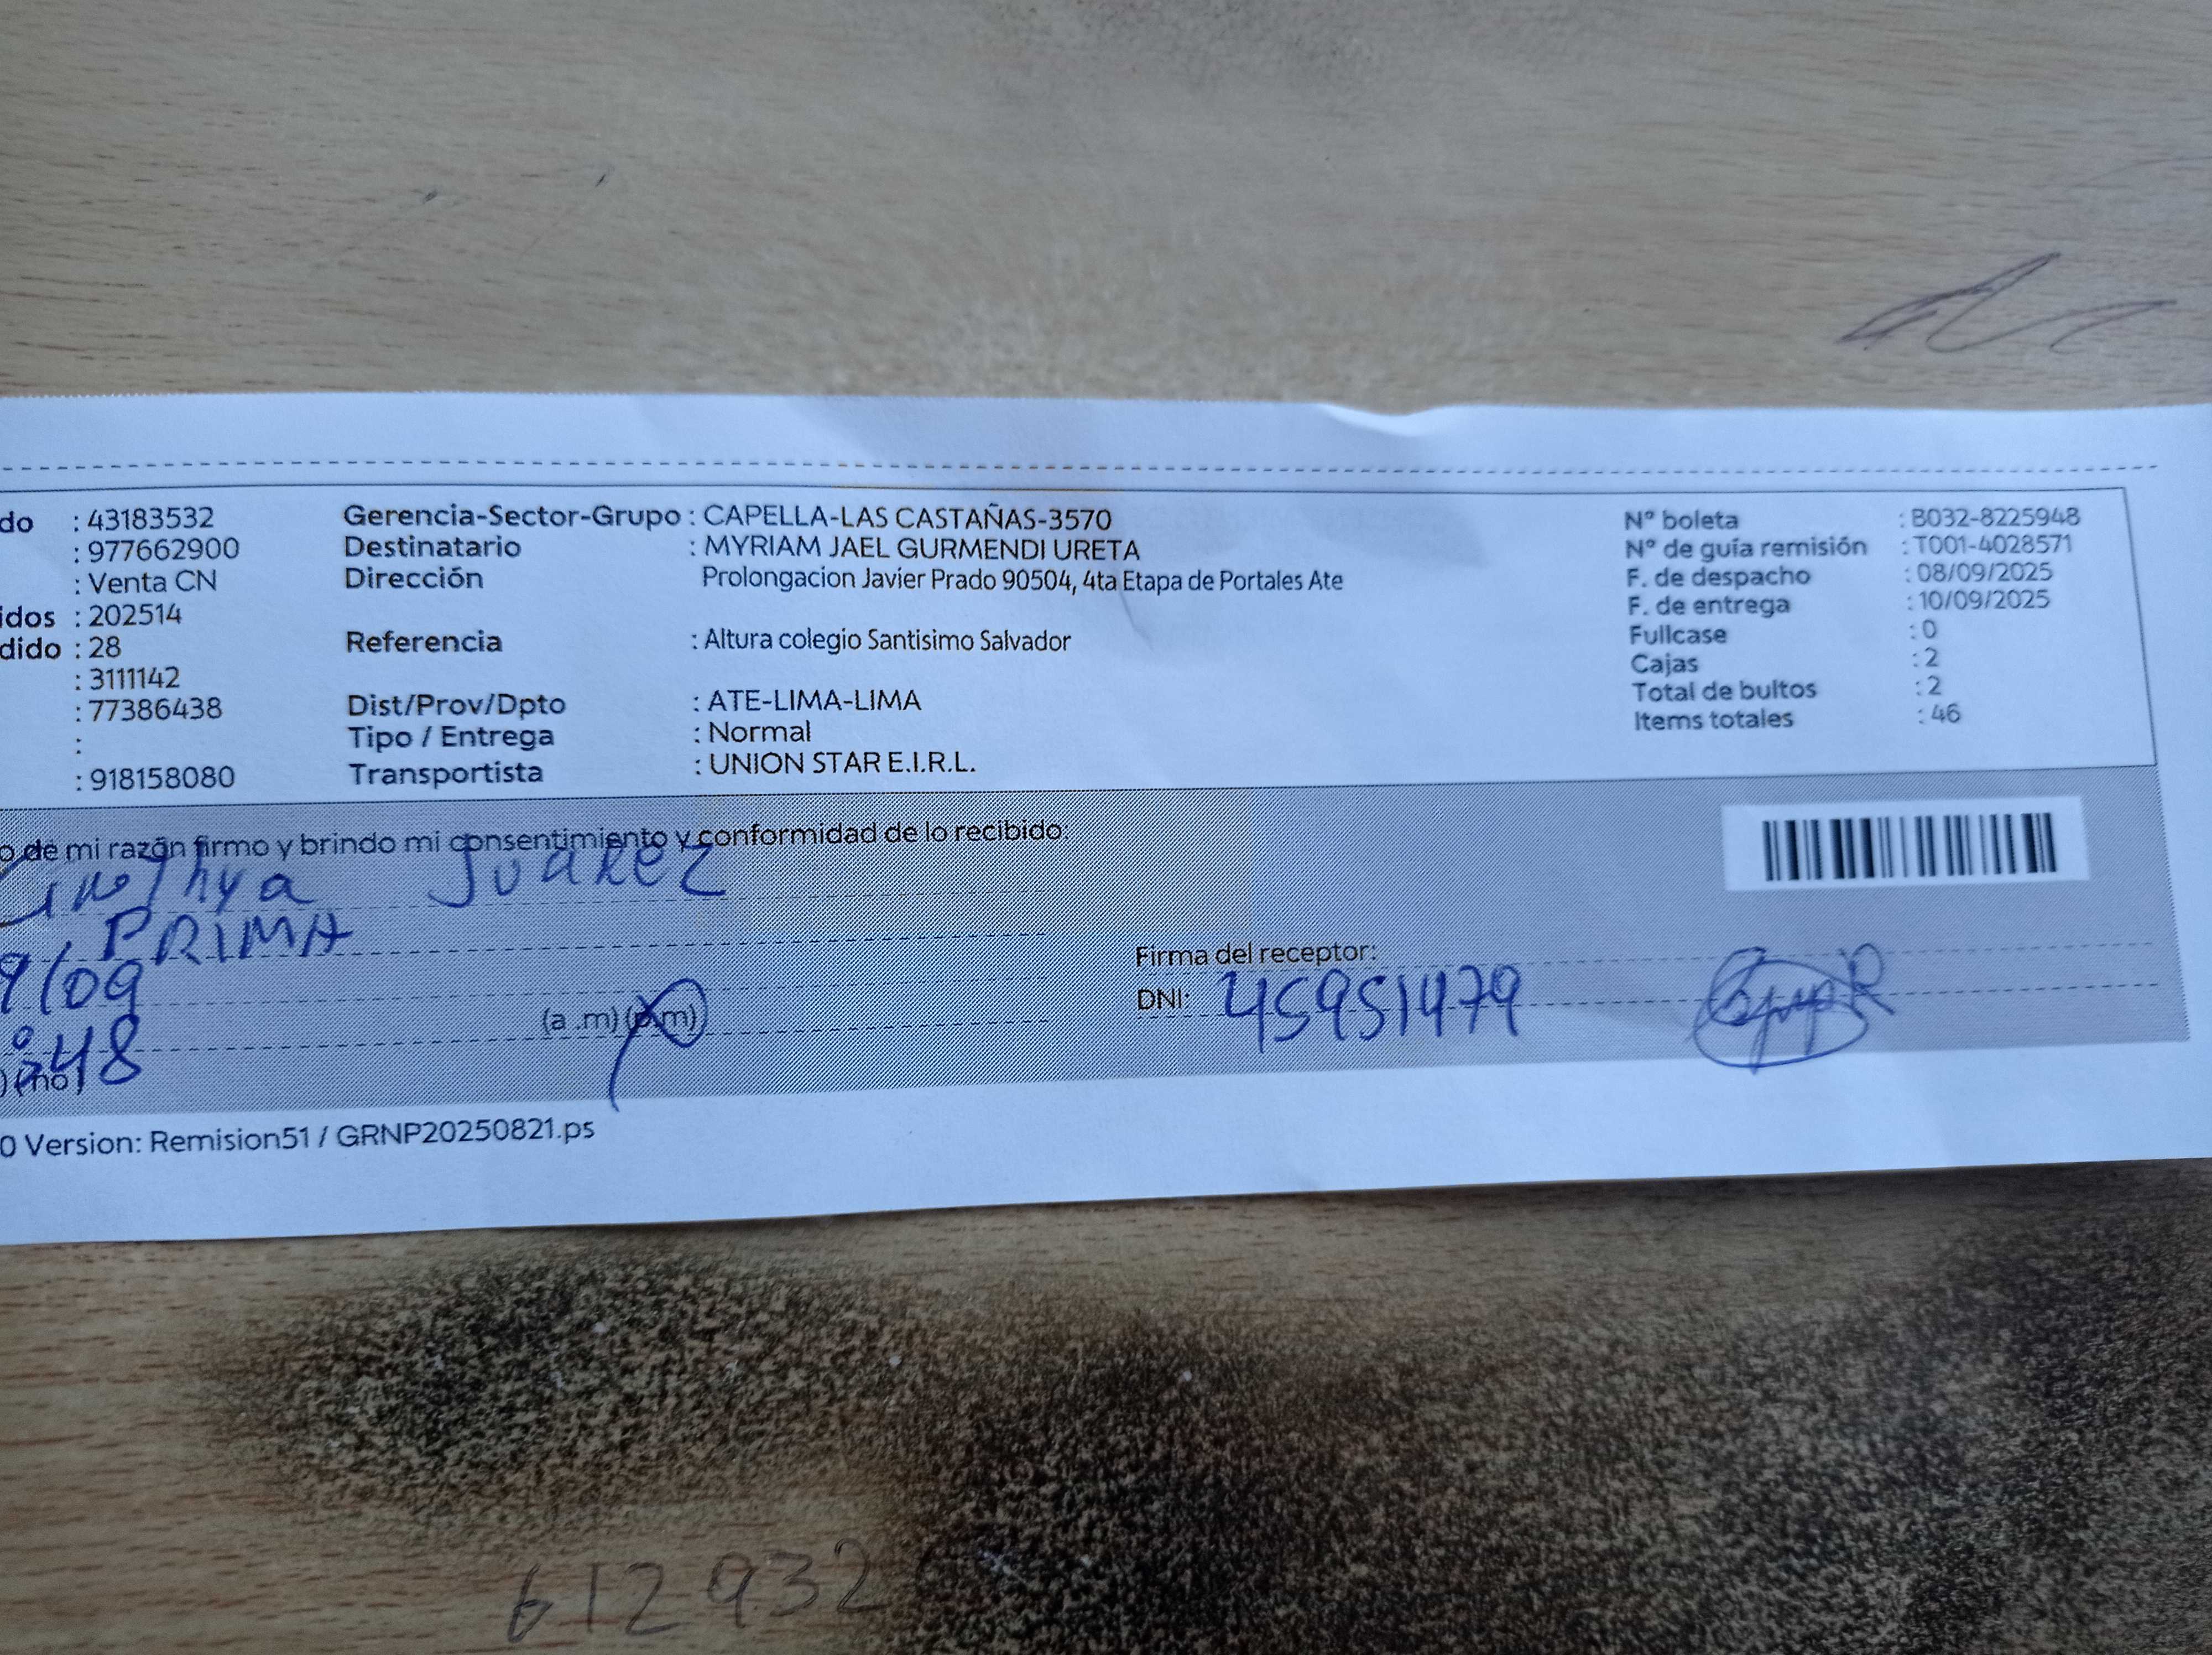 do : 43183532 Gerencia-Sector-Grupo : CAPELLA-LAS CASTAÑAS-3570 N° boleta : B032-8225948
: 977662900 Destinatario : MYRIAM JAEL GURMENDI URETA N° de guía remisión : T001-4028571
: Venta CN Dirección Prolongacion Javier Prado 90504, 4ta Etapa de Portales Ate F. de despacho : 08/09/2025
idos : 202514 F. de entrega : 10/09/2025
dido : 28 Referencia : Altura colegio Santisimo Salvador Fullcase : 0
: 3111142 Cajas : 2
: 77386438 Dist/Prov/Dpto : ATE-LIMA-LIMA Total de bultos : 2
: Tipo / Entrega : Normal Items totales : 46
: 918158080 Transportista : UNION STAR E.I.R.L.
o de mi razón firmo y brindo mi consentimiento y conformidad de lo recibido:
Cinthya Juarez
PRIMA
9/09 Firma del receptor:
(a .m) (p.m) DNI: 45951479
:48
) (no)
0 Version: Remision51 / GRNP20250821.ps
612932